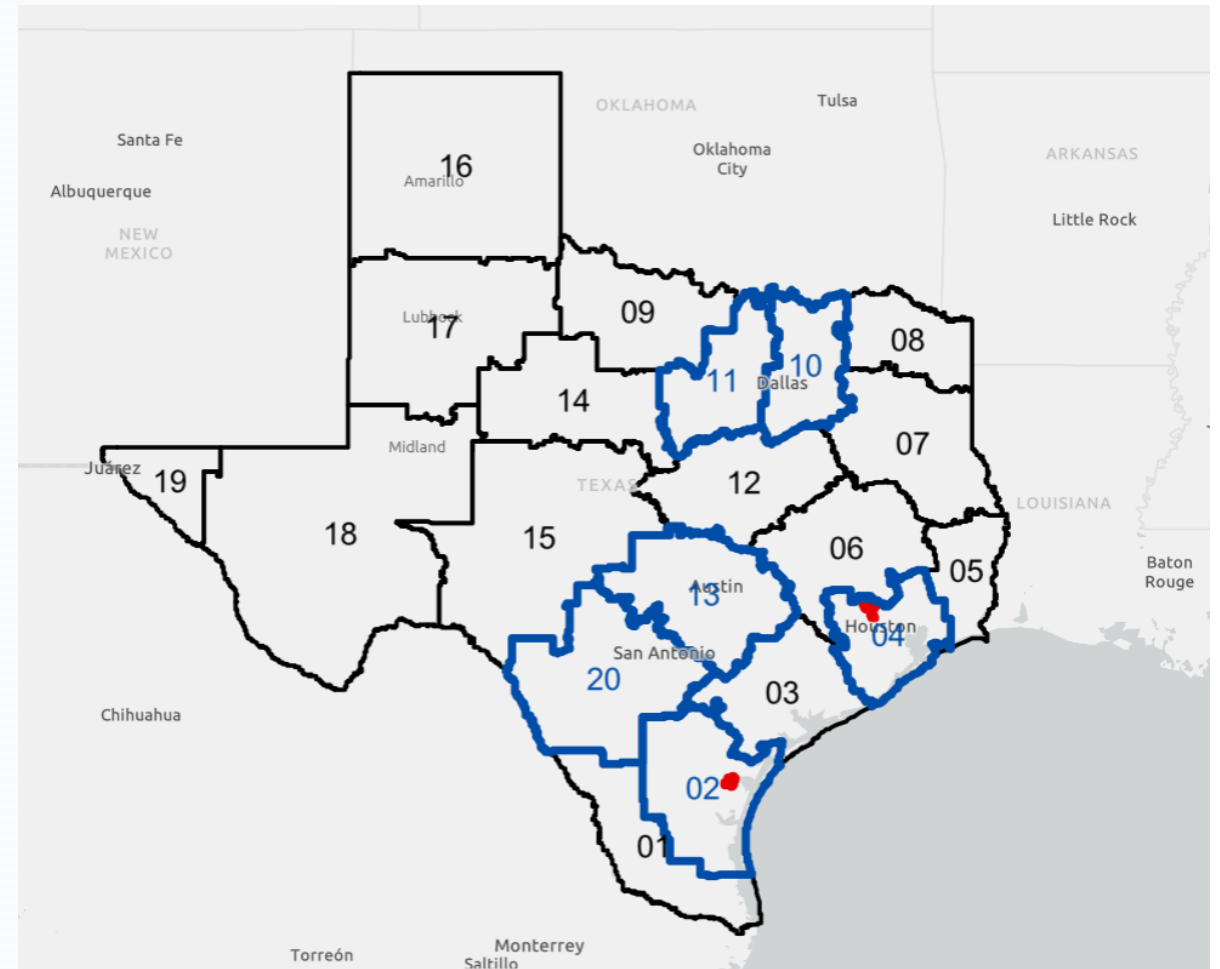 OKLAHOMA
Tulsa
Santa Fe
Oklahoma
City
ARKANSAS
16
Amarillo
Albuquerque
Little Rock
NEW
MEXICO
09
Lubbock
17
08
10
11
Dallas
14
07
Midland
Juárez
19
12
TEXAS
LOUISIANA
18
15
06
05
Baton
Rouge
Austin
13
Houston
04
San Antonio
20
03
Chihuahua
02
01
Monterrey
Torreón
Saltillo